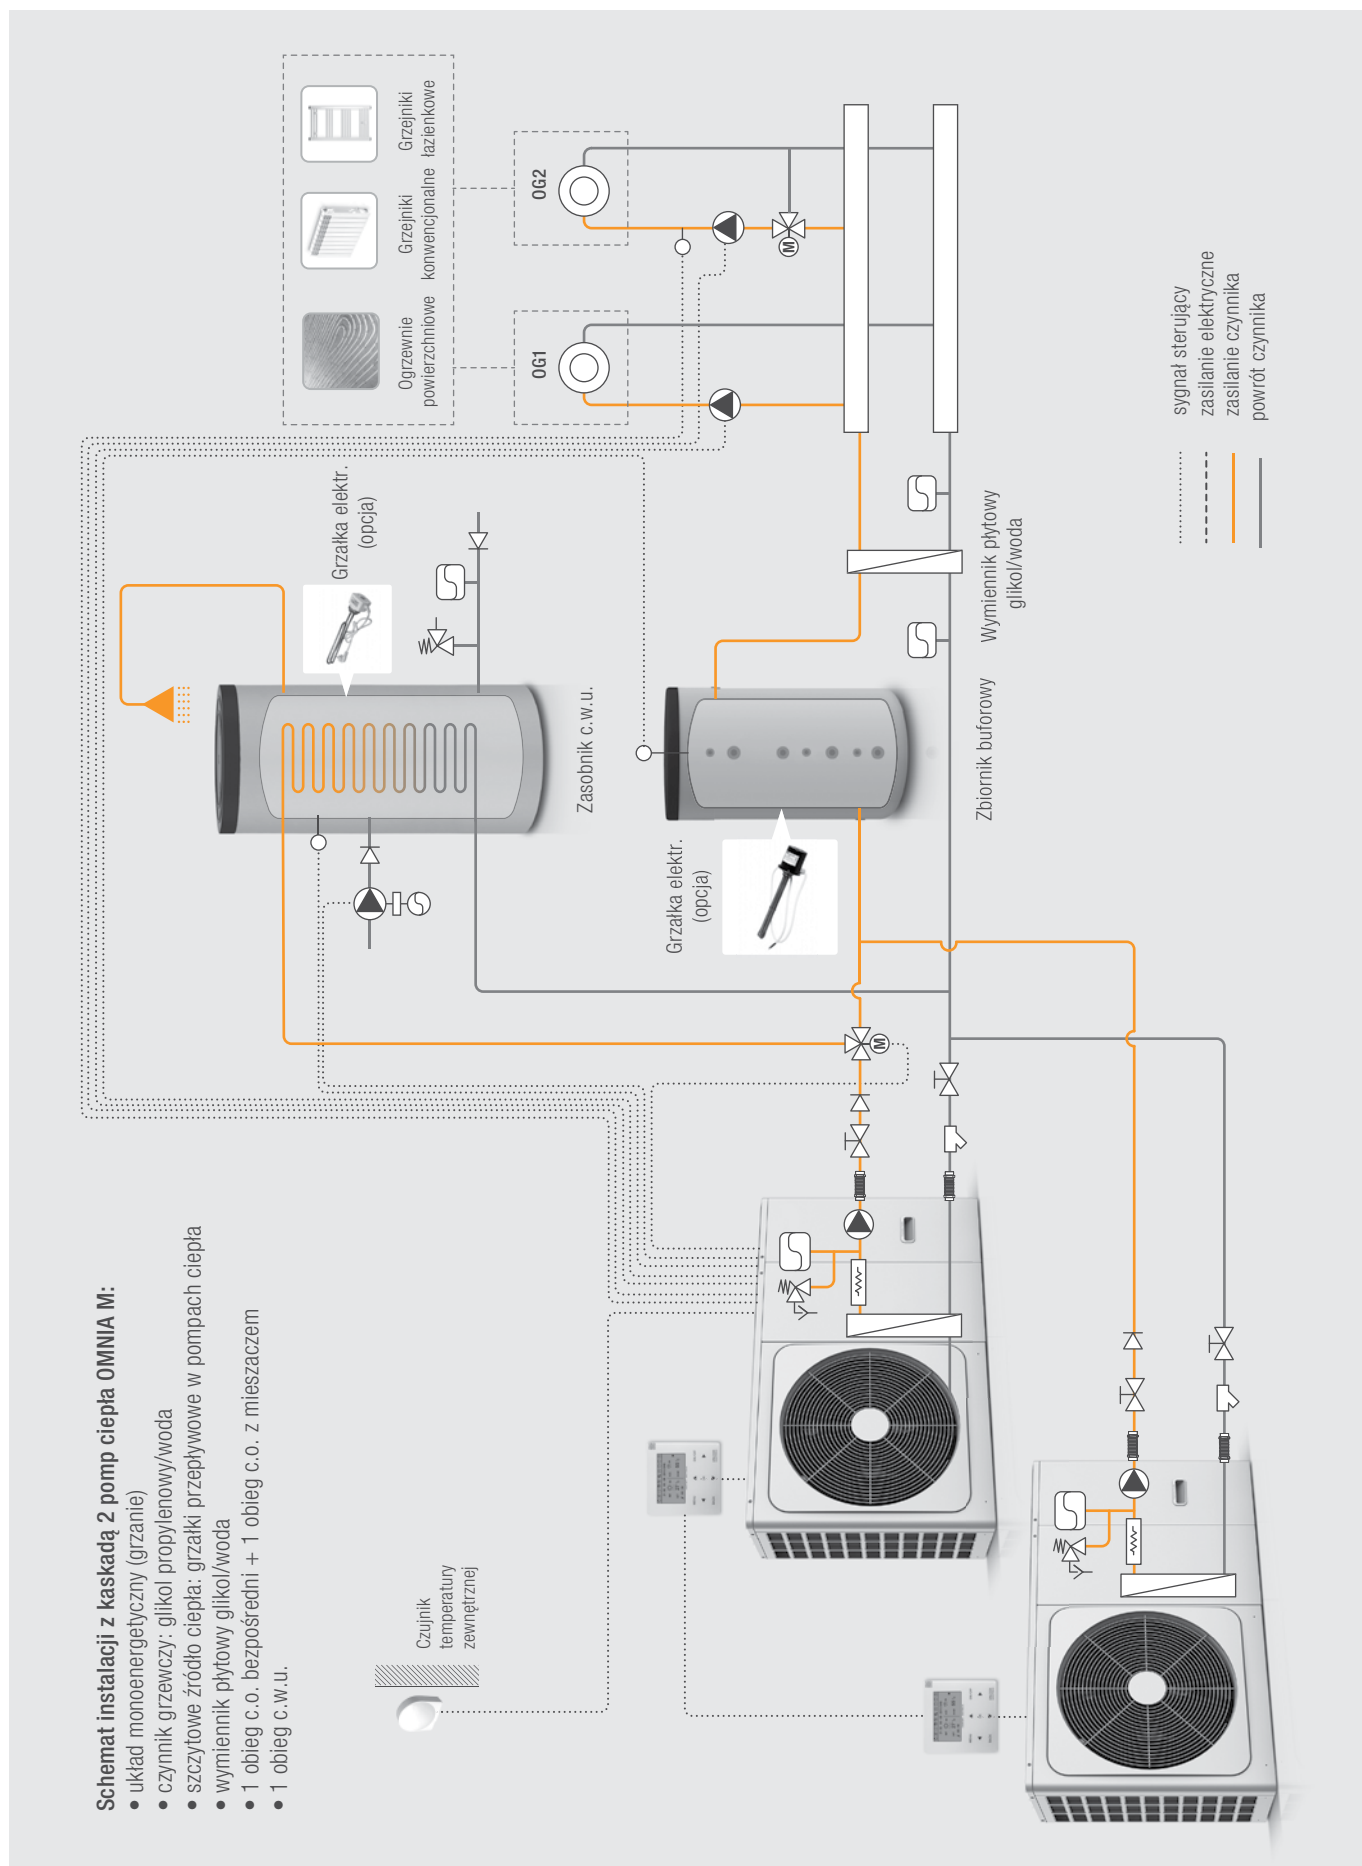 Schemat instalacji z kaskadą 2 pomp ciepła OMNIA M:
• układ monoenergetyczny (grzanie)
• czynnik grzewczy: glikol propylenowy/woda
• szczytowe źródło ciepła: grzałki przepływowe w pompach ciepła
• wymiennik płytowy glikol/woda
• 1 obieg c.o. bezpośredni + 1 obieg c.o. z mieszaczem
• 1 obieg c.w.u.
Czujnik
temperatury
zewnętrznej
Grzałka elektr.
(opcja)
Zasobnik c.w.u.
Grzałka elektr.
(opcja)
Zbiornik buforowy
Wymiennik płytowy
glikol/woda
M
M
OG1
OG2
Ogrzewnie
powierzchniowe
Grzejniki
konwencjonalne
Grzejniki
łazienkowe
sygnał sterujący
zasilanie elektryczne
zasilanie czynnika
powrót czynnika